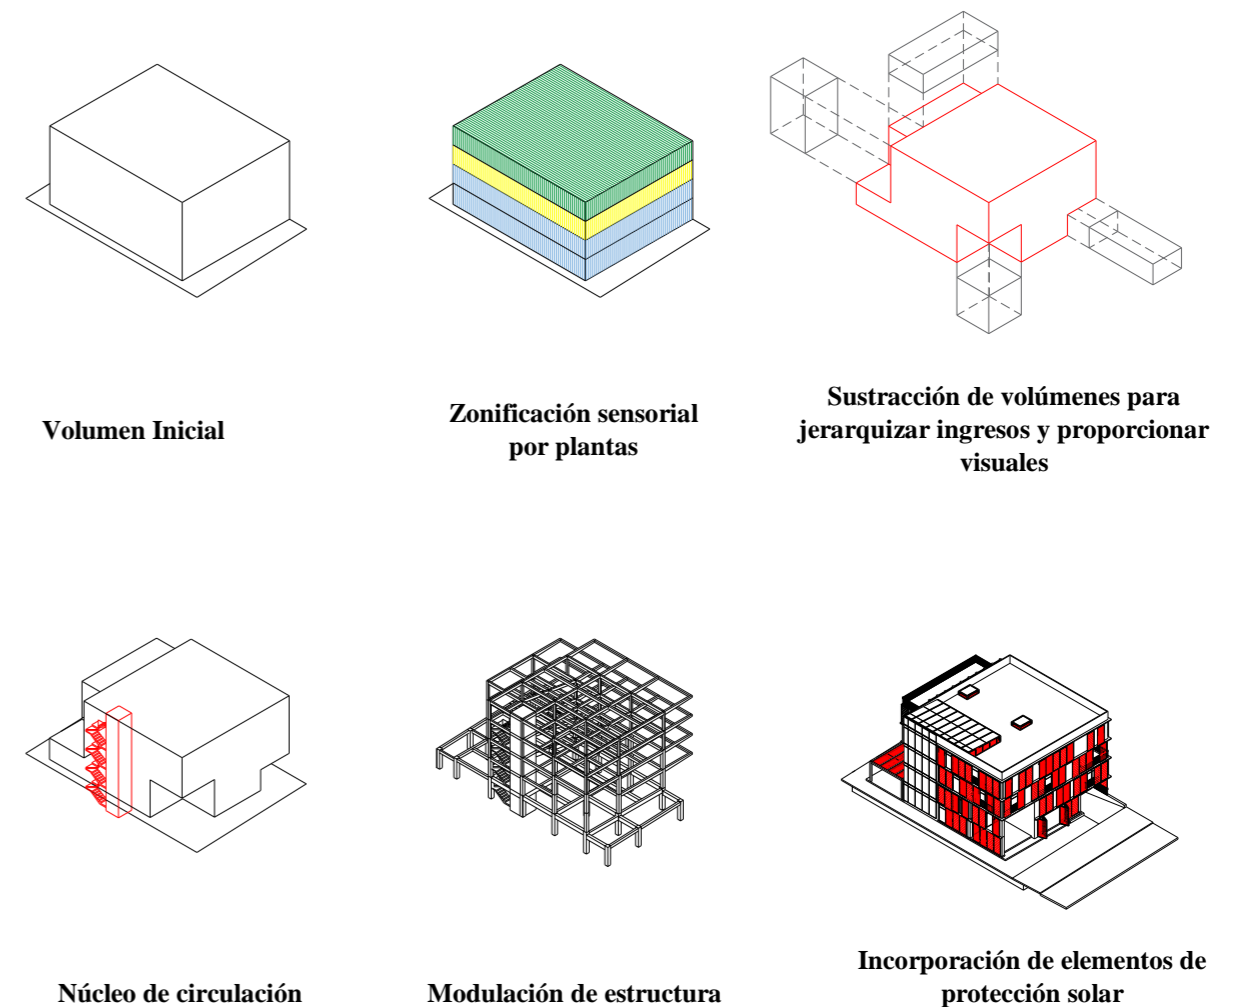 Volumen Inicial
Zonificación sensorial
por plantas
Sustracción de volúmenes para
jerarquizar ingresos y proporcionar
visuales
Núcleo de circulación
Modulación de estructura
Incorporación de elementos de
protección solar